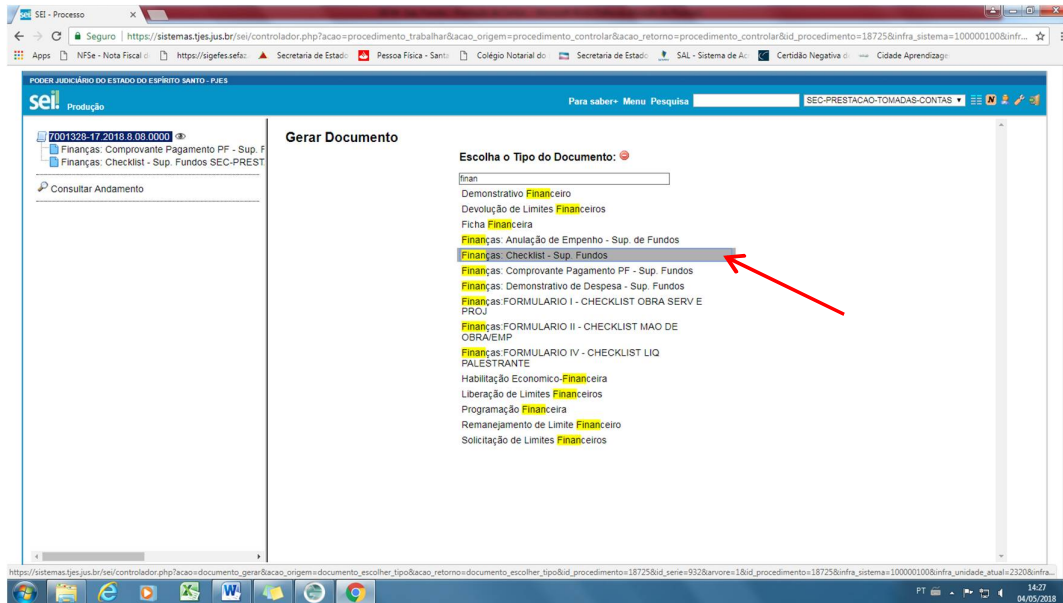 SEI - Processo
Seguro | https://sistemas.tjes.jus.br/sei/controlador.php?acao=procedimento_trabalhar&acao_origem=procedimento_controlar&acao_retorno=procedimento_controlar&id_procedimento=18725&infra_sistema=100000100&infr...
Apps NFSe - Nota Fiscal d https://sigefes.sefaz. Secretaria de Estado Pessoa Física - Santa Colégio Notarial do Secretaria de Estado SAL - Sistema de Ac Certidão Negativa d Cidade Aprendizage
PODER JUDICIÁRIO DO ESTADO DO ESPÍRITO SANTO - PJES
sei! Produção
Para saber+ Menu Pesquisa
SEC-PRESTACAO-TOMADAS-CONTAS
7001328-17.2018.8.08.0000
Finanças: Comprovante Pagamento PF - Sup. F
Finanças: Checklist - Sup. Fundos SEC-PREST
Consultar Andamento
Gerar Documento
Escolha o Tipo do Documento:
finan
Demonstrativo Financeiro
Devolução de Limites Financeiros
Ficha Financeira
Finanças: Anulação de Empenho - Sup. de Fundos
Finanças: Checklist - Sup. Fundos
Finanças: Comprovante Pagamento PF - Sup. Fundos
Finanças: Demonstrativo de Despesa - Sup. Fundos
Finanças:FORMULARIO I - CHECKLIST OBRA SERV E
PROJ
Finanças:FORMULARIO II - CHECKLIST MAO DE
OBRA/EMP
Finanças:FORMULARIO IV - CHECKLIST LIQ
PALESTRANTE
Habilitação Economico-Financeira
Liberação de Limites Financeiros
Programação Financeira
Remanejamento de Limite Financeiro
Solicitação de Limites Financeiros
https://sistemas.tjes.jus.br/sei/controlador.php?acao=documento_gerar&acao_origem=documento_escolher_tipo&acao_retorno=documento_escolher_tipo&id_procedimento=18725&id_serie=932&arvore=1&id_procedimento=18725&infra_sistema=100000100&infra_unidade_atual=2320&infra...
PT
14:27
04/05/2018